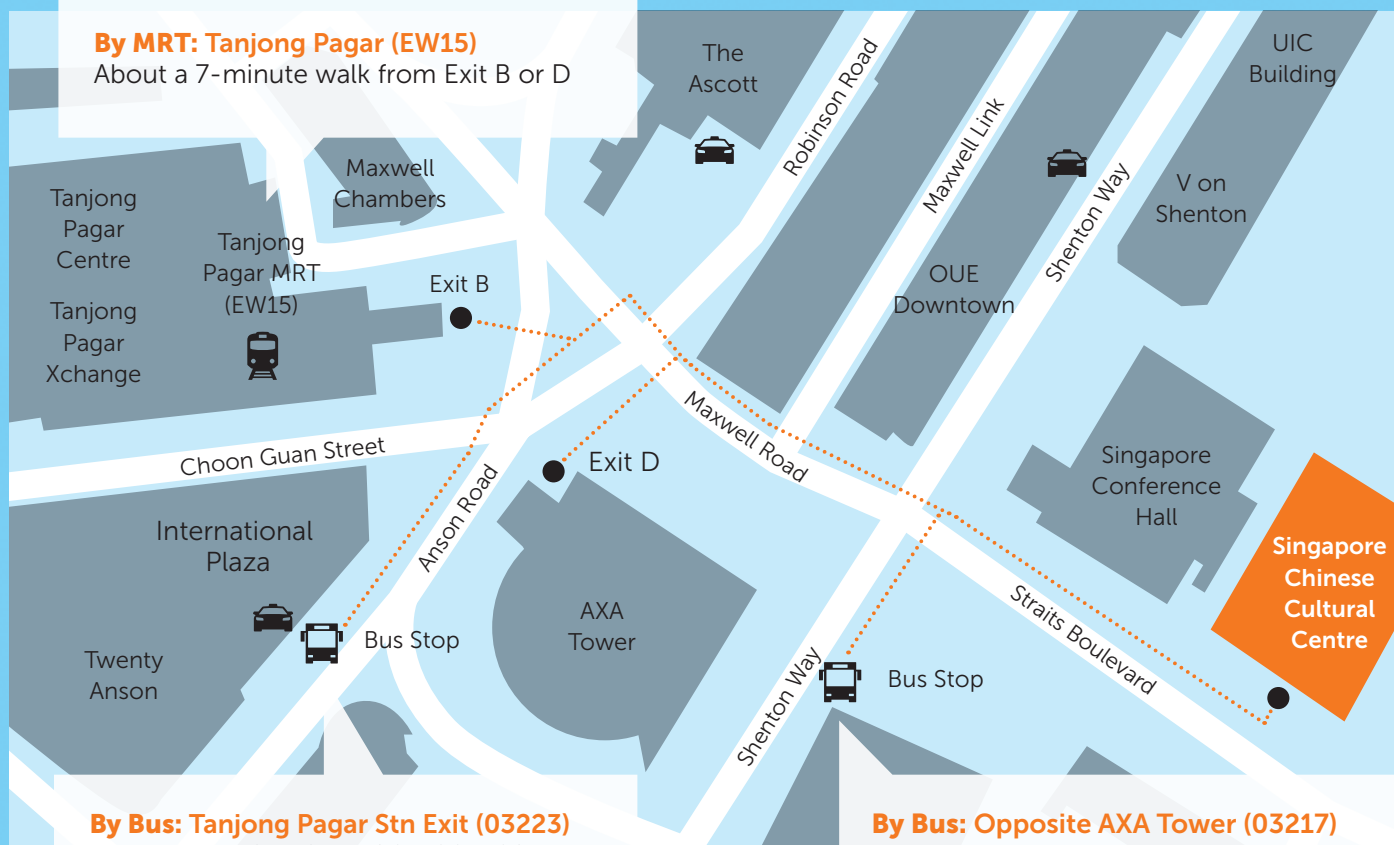 By MRT: Tanjong Pagar (EW15)
About a 7-minute walk from Exit B or D
The
Ascott
UIC
Building
Robinson Road
Maxwell Link
Shenton Way
Maxwell
Chambers
V on
Shenton
Tanjong
Pagar
Centre
Tanjong
Pagar MRT
(EW15)
Exit B
OUE
Downtown
Tanjong
Pagar
Xchange
Maxwell Road
Choon Guan Street
Exit D
Anson Road
Singapore
Conference
Hall
International
Plaza
Singapore
Chinese
Cultural
Centre
AXA
Tower
Bus Stop
Straits Boulevard
Twenty
Anson
Shenton Way
Bus Stop
By Bus: Tanjong Pagar Stn Exit (03223)
By Bus: Opposite AXA Tower (03217)